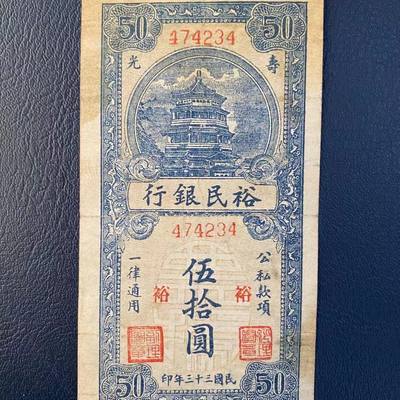 50 474234 50
壽光
裕民銀行
474234
公私款項
裕
伍拾圓
裕
一律通用
50 民國三十三年印 50